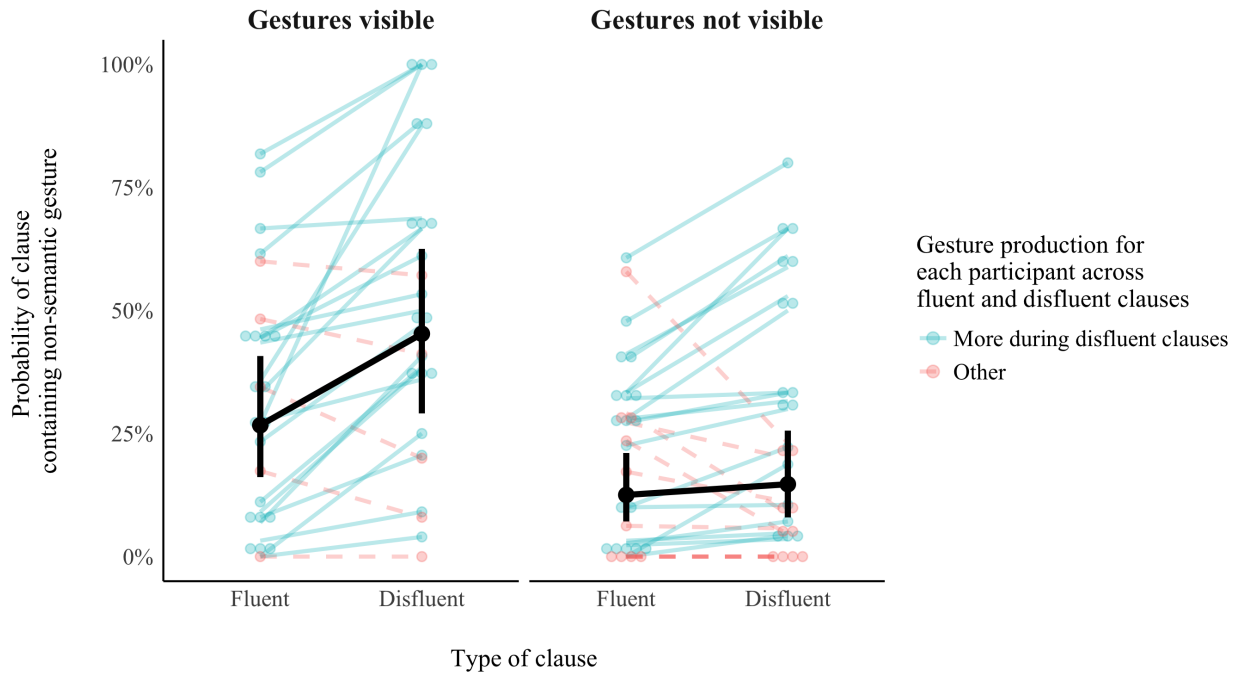 Gestures visible
Gestures not visible
Probability of clause
containing non-semantic gesture
100%
75%
50%
25%
0%
Fluent
Disfluent
Fluent
Disfluent
Type of clause
Gesture production for
each participant across
fluent and disfluent clauses
More during disfluent clauses
Other